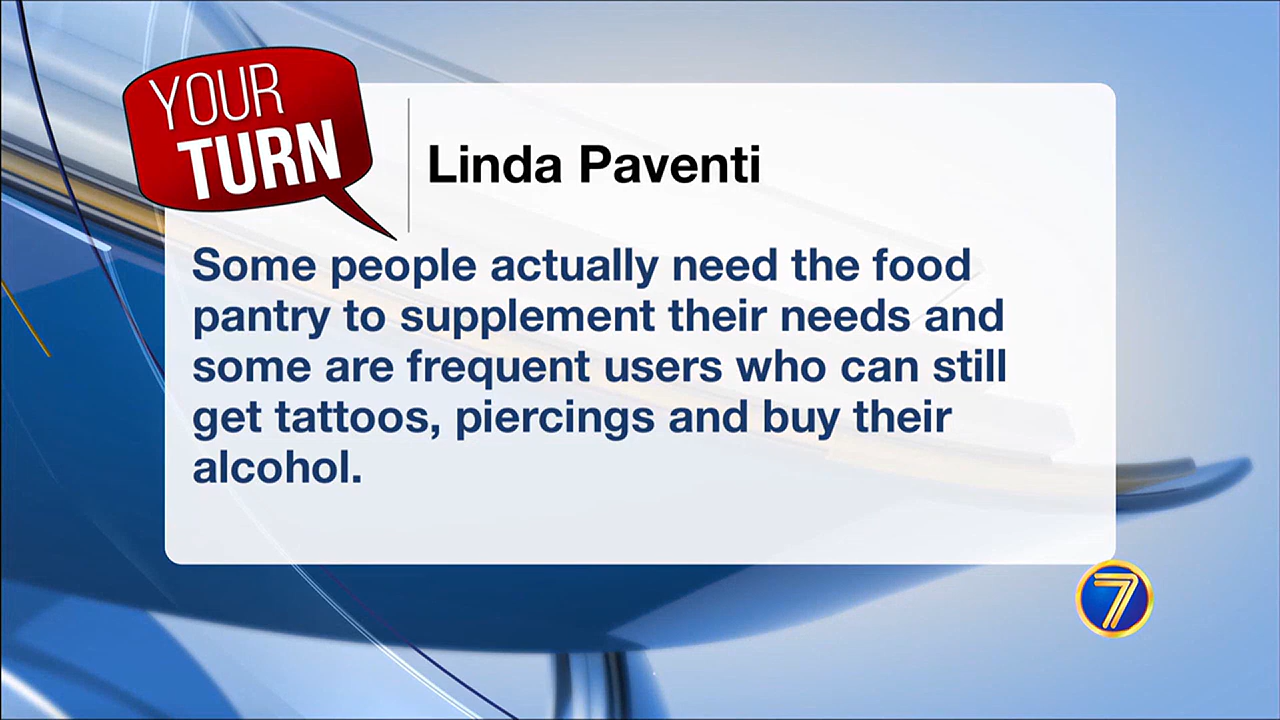 YOUR
TURN
Linda Paventi
Some people actually need the food
pantry to supplement their needs and
some are frequent users who can still
get tattoos, piercings and buy their
alcohol.
7